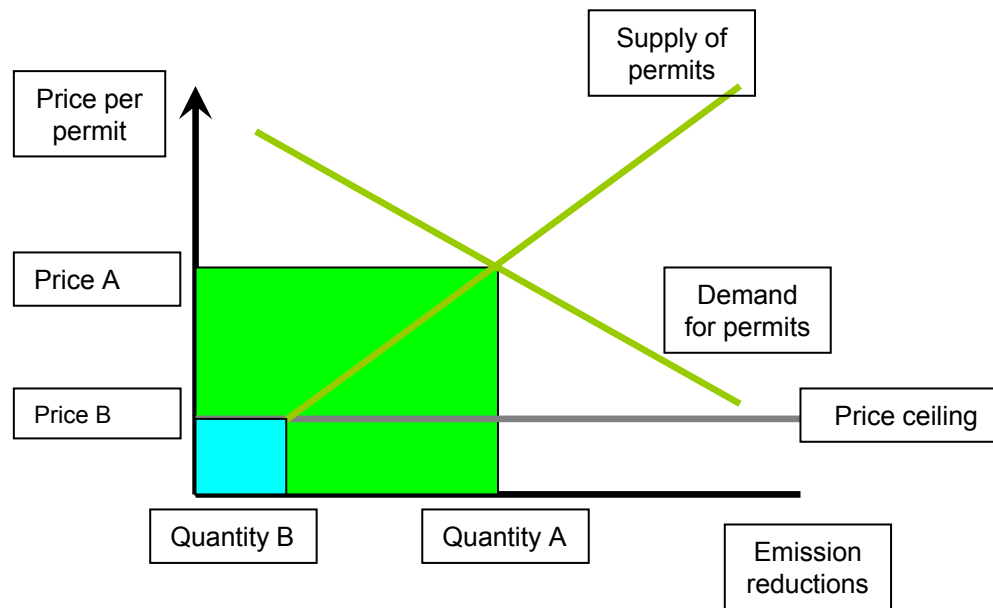 Supply of
permits
Price per
permit
Price A
Demand
for permits
Price B
Price ceiling
Quantity B
Quantity A
Emission
reductions